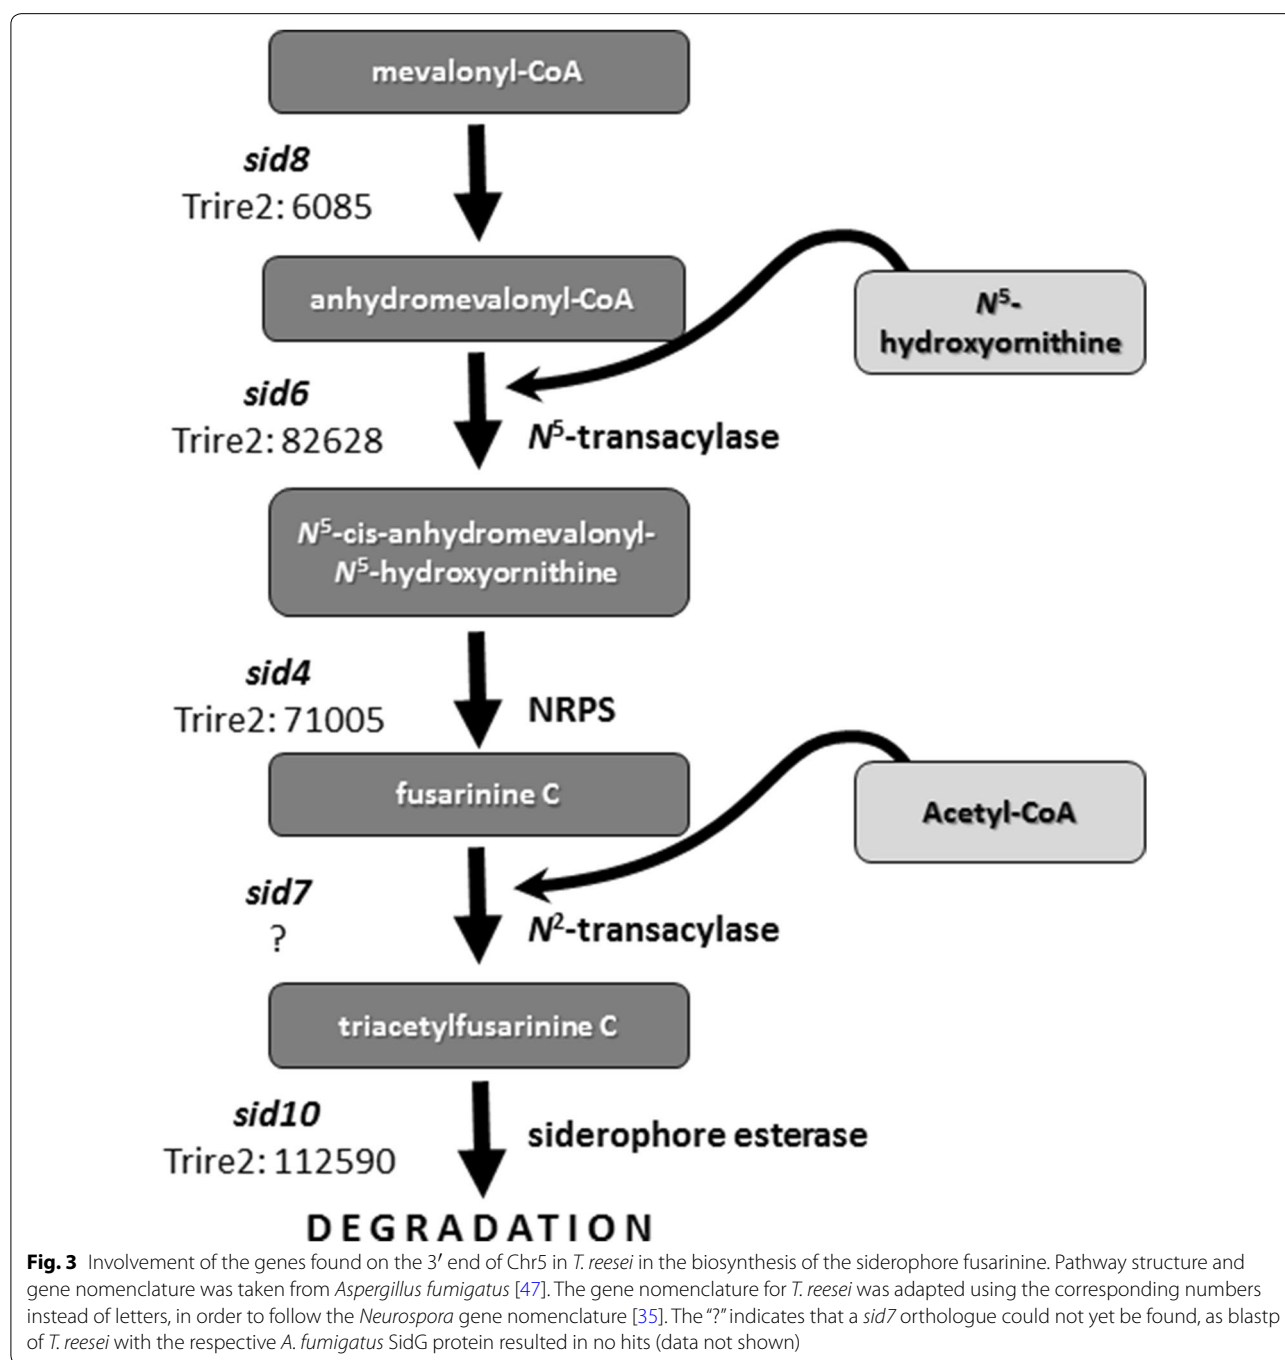 mevalonyl-CoA
sid8
Trire2: 6085
anhydromevalonyl-CoA
N⁵-
hydroxyornithine
sid6
Trire2: 82628
N⁵-transacylase
N⁵-cis-anhydromevalonyl-
N⁵-hydroxyornithine
sid4
Trire2: 71005
NRPS
fusarinine C
Acetyl-CoA
sid7
?
N²-transacylase
triacetylfusarinine C
sid10
Trire2: 112590
siderophore esterase
DEGRADATION
Fig. 3 Involvement of the genes found on the 3′ end of Chr5 in T. reesei in the biosynthesis of the siderophore fusarinine. Pathway structure and
gene nomenclature was taken from Aspergillus fumigatus [47]. The gene nomenclature for T. reesei was adapted using the corresponding numbers
instead of letters, in order to follow the Neurospora gene nomenclature [35]. The “?” indicates that a sid7 orthologue could not yet be found, as blastp
of T. reesei with the respective A. fumigatus SidG protein resulted in no hits (data not shown)